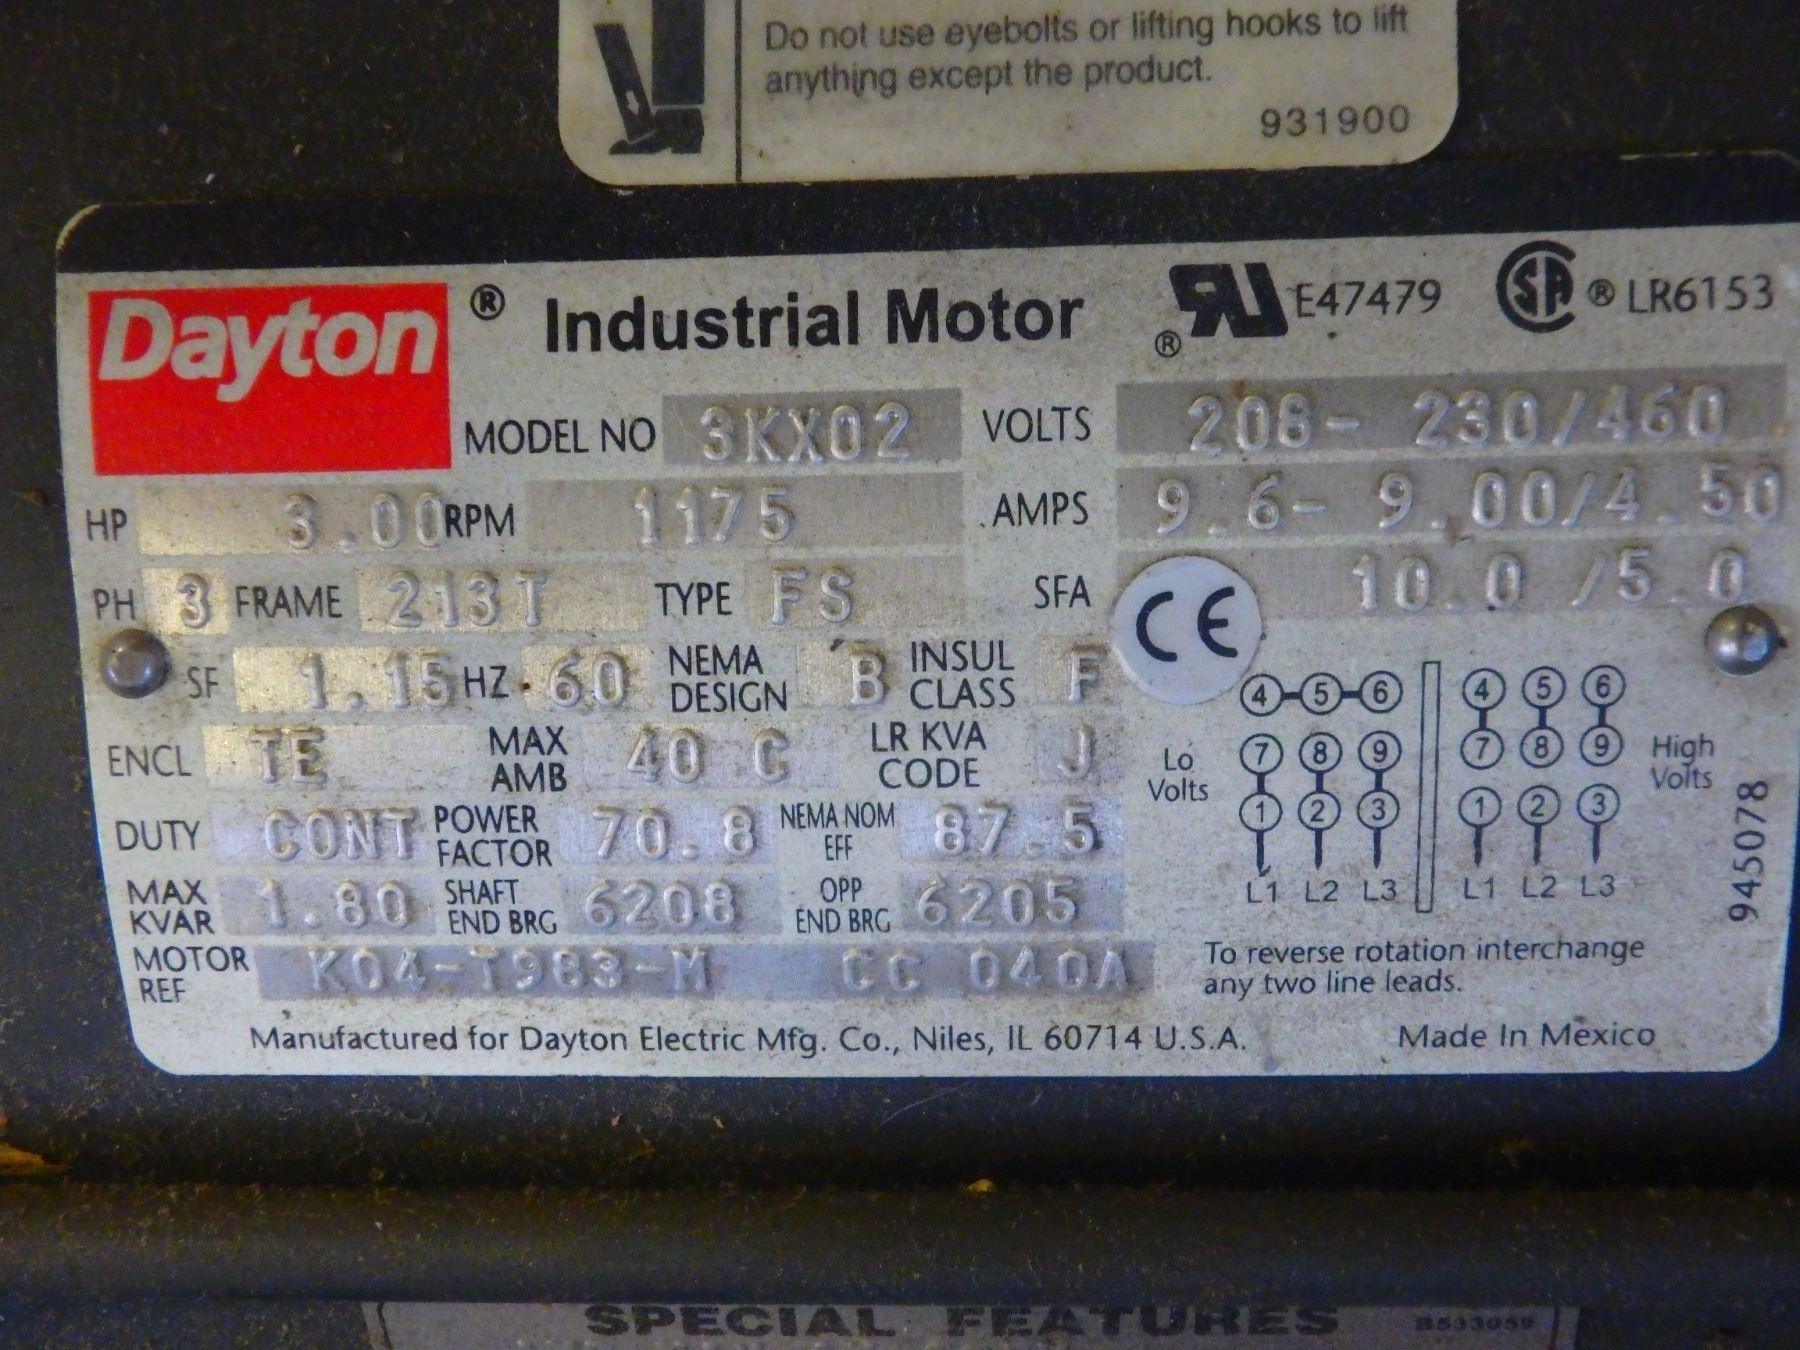 Do not use eyebolts or lifting hooks to lift
anything except the product.
931900
Dayton ® Industrial Motor ® E47479 ® LR6153
MODEL NO 3KX02 VOLTS 208- 230/460
HP 3.00 RPM 1175 AMPS 9.6- 9.00/4.50
PH 3 FRAME 213T TYPE FS SFA 10.0 /5.0
CE
SF 1.15 HZ 60 NEMA DESIGN B INSUL CLASS F
ENCL TE MAX AMB 40 C LR KVA CODE J
DUTY CONT POWER FACTOR 70.8 NEMA NOM EFF 87.5
MAX KVAR 1.80 SHAFT END BRG 6208 OPP END BRG 6205
MOTOR REF K04-T983-M CC 040A
Lo Volts
4 5 6
7 8 9
1 2 3
L1 L2 L3
4 5 6
7 8 9
1 2 3
L1 L2 L3
High Volts
945078
To reverse rotation interchange
any two line leads.
Manufactured for Dayton Electric Mfg. Co., Niles, IL 60714 U.S.A. Made In Mexico
SPECIAL FEATURES